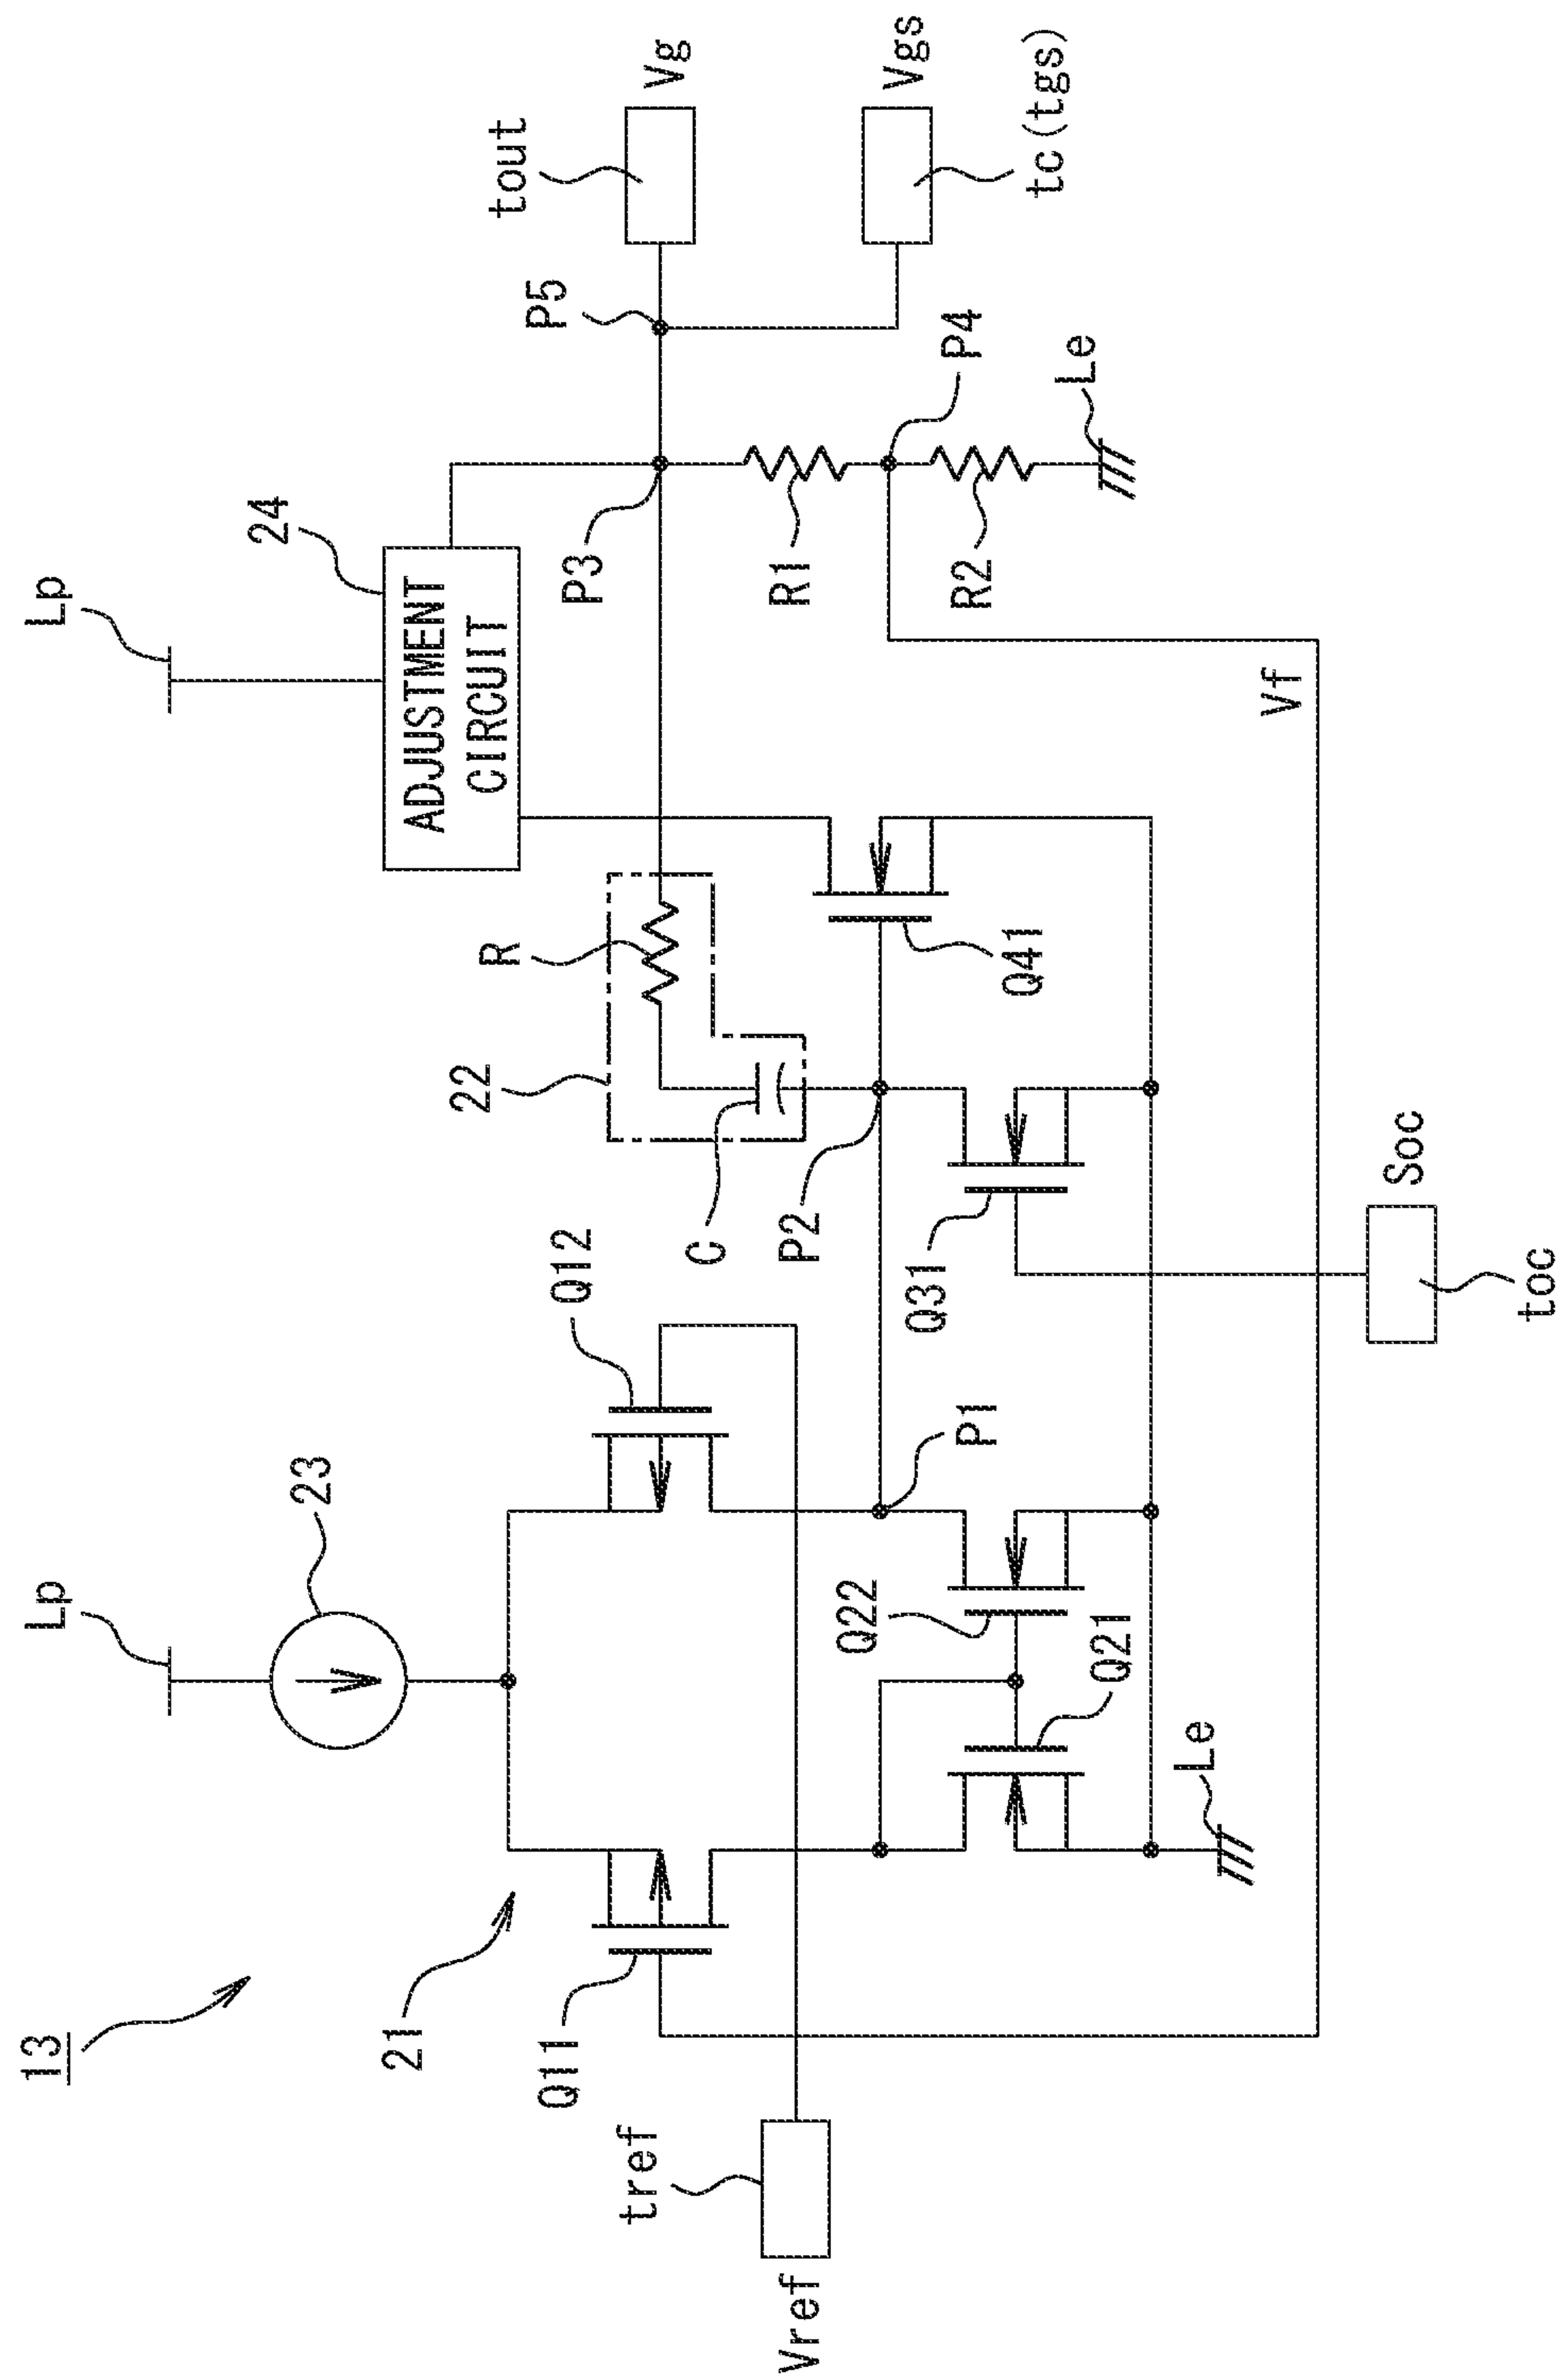 13
Lp
Lp
23
24
ADJUSTMENT
CIRCUIT
21
22
R
tout
Vg
Q11
Q12
P3
P5
tref
Vref
C
P2
R1
Vgs
tc(tgs)
Q22
P1
Q31
Q41
R2
P4
Q21
Le
Le
Vf
Soc
toc